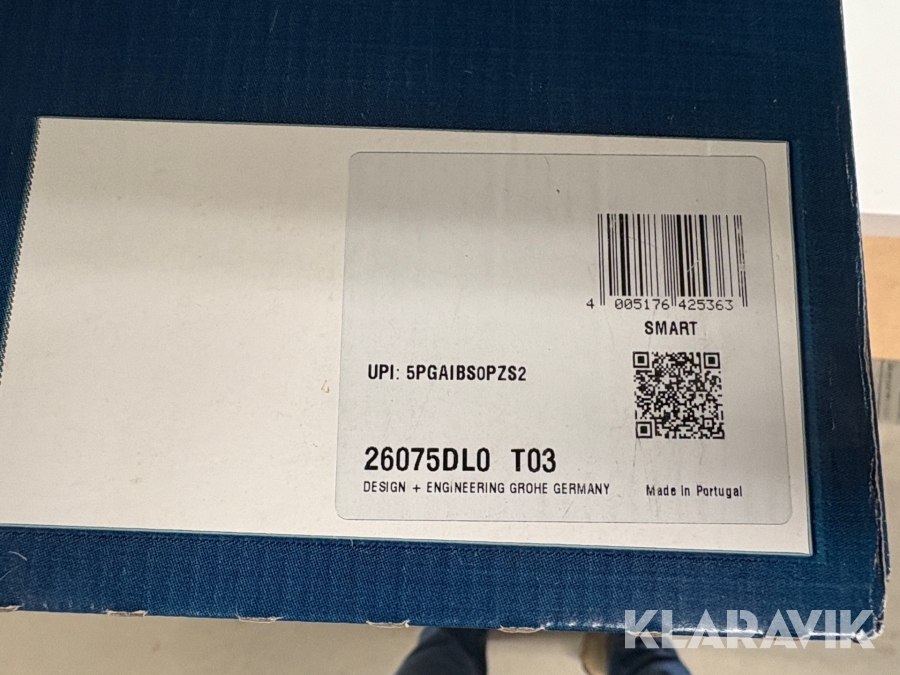 4 005176 425363
SMART
UPI: 5PGAIBS0PZS2
26075DL0 T03
DESIGN + ENGINEERING GROHE GERMANY
Made in Portugal
KLARAVIK